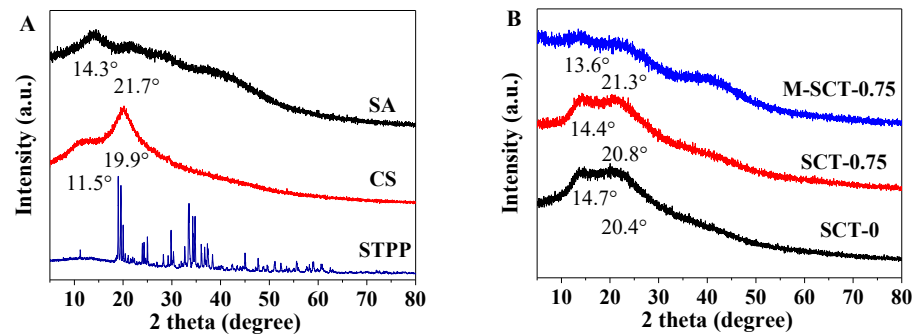 A
Intensity (a.u.)
14.3°
21.7°
SA
19.9°
11.5°
CS
STPP
10 20 30 40 50 60 70 80
2 theta (degree)
B
Intensity (a.u.)
13.6°
21.3°
M-SCT-0.75
14.4°
20.8°
SCT-0.75
14.7°
20.4°
SCT-0
10 20 30 40 50 60 70 80
2 theta (degree)